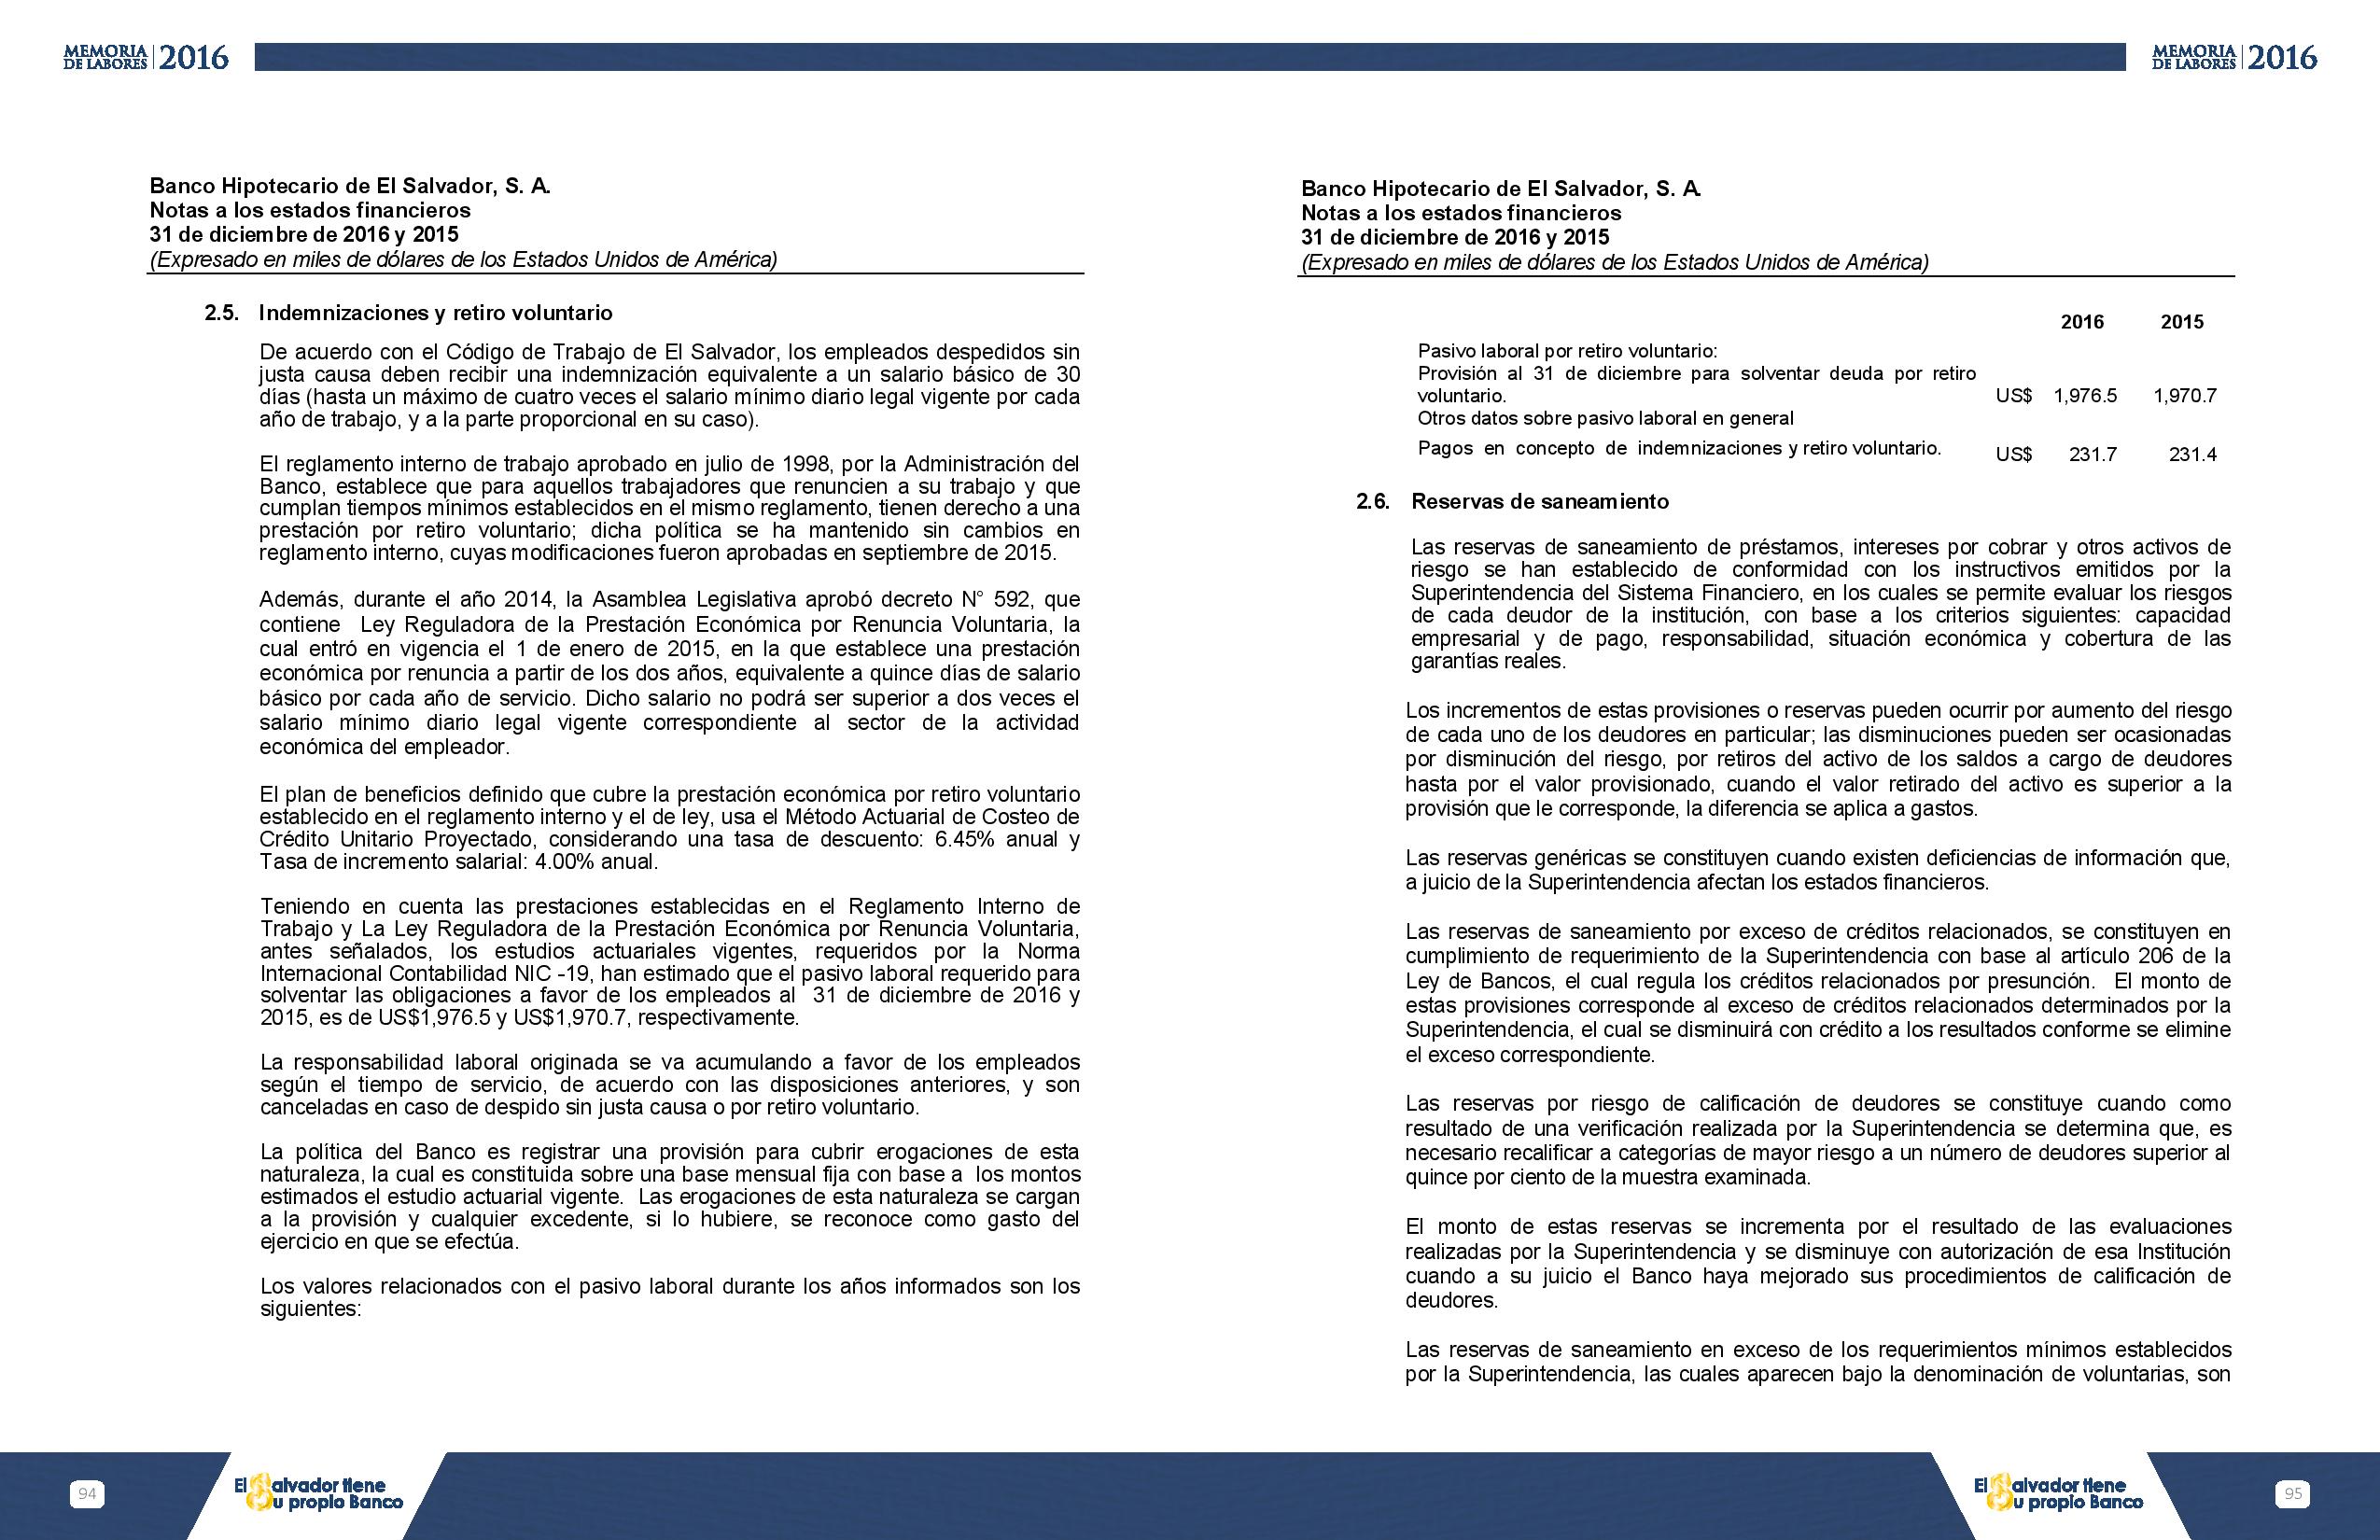 MEMORIA
DE LABORES 2016
MEMORIA
DE LABORES 2016
Banco Hipotecario de El Salvador, S. A.
Notas a los estados financieros
31 de diciembre de 2016 y 2015
(Expresado en miles de dólares de los Estados Unidos de América)
2.5. Indemnizaciones y retiro voluntario
De acuerdo con el Código de Trabajo de El Salvador, los empleados despedidos sin
justa causa deben recibir una indemnización equivalente a un salario básico de 30
días (hasta un máximo de cuatro veces el salario mínimo diario legal vigente por cada
año de trabajo, y a la parte proporcional en su caso).
El reglamento interno de trabajo aprobado en julio de 1998, por la Administración del
Banco, establece que para aquellos trabajadores que renuncien a su trabajo y que
cumplan tiempos mínimos establecidos en el mismo reglamento, tienen derecho a una
prestación por retiro voluntario; dicha política se ha mantenido sin cambios en
reglamento interno, cuyas modificaciones fueron aprobadas en septiembre de 2015.
Además, durante el año 2014, la Asamblea Legislativa aprobó decreto N° 592, que
contiene Ley Reguladora de la Prestación Económica por Renuncia Voluntaria, la
cual entró en vigencia el 1 de enero de 2015, en la que establece una prestación
económica por renuncia a partir de los dos años, equivalente a quince días de salario
básico por cada año de servicio. Dicho salario no podrá ser superior a dos veces el
salario mínimo diario legal vigente correspondiente al sector de la actividad
económica del empleador.
El plan de beneficios definido que cubre la prestación económica por retiro voluntario
establecido en el reglamento interno y el de ley, usa el Método Actuarial de Costeo de
Crédito Unitario Proyectado, considerando una tasa de descuento: 6.45% anual y
Tasa de incremento salarial: 4.00% anual.
Teniendo en cuenta las prestaciones establecidas en el Reglamento Interno de
Trabajo y La Ley Reguladora de la Prestación Económica por Renuncia Voluntaria,
antes señalados, los estudios actuariales vigentes, requeridos por la Norma
Internacional Contabilidad NIC -19, han estimado que el pasivo laboral requerido para
solventar las obligaciones a favor de los empleados al 31 de diciembre de 2016 y
2015, es de US$1,976.5 y US$1,970.7, respectivamente.
La responsabilidad laboral originada se va acumulando a favor de los empleados
según el tiempo de servicio, de acuerdo con las disposiciones anteriores, y son
canceladas en caso de despido sin justa causa o por retiro voluntario.
La política del Banco es registrar una provisión para cubrir erogaciones de esta
naturaleza, la cual es constituida sobre una base mensual fija con base a los montos
estimados el estudio actuarial vigente. Las erogaciones de esta naturaleza se cargan
a la provisión y cualquier excedente, si lo hubiere, se reconoce como gasto del
ejercicio en que se efectúa.
Los valores relacionados con el pasivo laboral durante los años informados son los
siguientes:
94
El Salvador tiene
Su propio Banco
Banco Hipotecario de El Salvador, S. A.
Notas a los estados financieros
31 de diciembre de 2016 y 2015
(Expresado en miles de dólares de los Estados Unidos de América)
2016 2015
Pasivo laboral por retiro voluntario:
Provisión al 31 de diciembre para solventar deuda por retiro
voluntario. US$ 1,976.5 1,970.7
Otros datos sobre pasivo laboral en general
Pagos en concepto de indemnizaciones y retiro voluntario. US$ 231.7 231.4
2.6. Reservas de saneamiento
Las reservas de saneamiento de préstamos, intereses por cobrar y otros activos de
riesgo se han establecido de conformidad con los instructivos emitidos por la
Superintendencia del Sistema Financiero, en los cuales se permite evaluar los riesgos
de cada deudor de la institución, con base a los criterios siguientes: capacidad
empresarial y de pago, responsabilidad, situación económica y cobertura de las
garantías reales.
Los incrementos de estas provisiones o reservas pueden ocurrir por aumento del riesgo
de cada uno de los deudores en particular; las disminuciones pueden ser ocasionadas
por disminución del riesgo, por retiros del activo de los saldos a cargo de deudores
hasta por el valor provisionado, cuando el valor retirado del activo es superior a la
provisión que le corresponde, la diferencia se aplica a gastos.
Las reservas genéricas se constituyen cuando existen deficiencias de información que,
a juicio de la Superintendencia afectan los estados financieros.
Las reservas de saneamiento por exceso de créditos relacionados, se constituyen en
cumplimiento de requerimiento de la Superintendencia con base al artículo 206 de la
Ley de Bancos, el cual regula los créditos relacionados por presunción. El monto de
estas provisiones corresponde al exceso de créditos relacionados determinados por la
Superintendencia, el cual se disminuirá con crédito a los resultados conforme se elimine
el exceso correspondiente.
Las reservas por riesgo de calificación de deudores se constituye cuando como
resultado de una verificación realizada por la Superintendencia se determina que, es
necesario recalificar a categorías de mayor riesgo a un número de deudores superior al
quince por ciento de la muestra examinada.
El monto de estas reservas se incrementa por el resultado de las evaluaciones
realizadas por la Superintendencia y se disminuye con autorización de esa Institución
cuando a su juicio el Banco haya mejorado sus procedimientos de calificación de
deudores.
Las reservas de saneamiento en exceso de los requerimientos mínimos establecidos
por la Superintendencia, las cuales aparecen bajo la denominación de voluntarias, son
El Salvador tiene
Su propio Banco
95